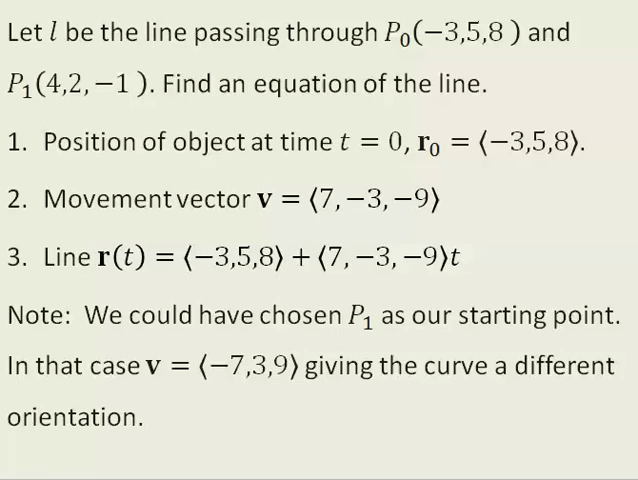 Let l be the line passing through P₀(−3,5,8 ) and
P₁(4,2, −1 ). Find an equation of the line.
1. Position of object at time t = 0, r₀ = ⟨−3,5,8⟩.
2. Movement vector v = ⟨7, −3, −9⟩
3. Line r(t) = ⟨−3,5,8⟩ + ⟨7, −3, −9⟩t
Note: We could have chosen P₁ as our starting point.
In that case v = ⟨−7,3,9⟩ giving the curve a different
orientation.